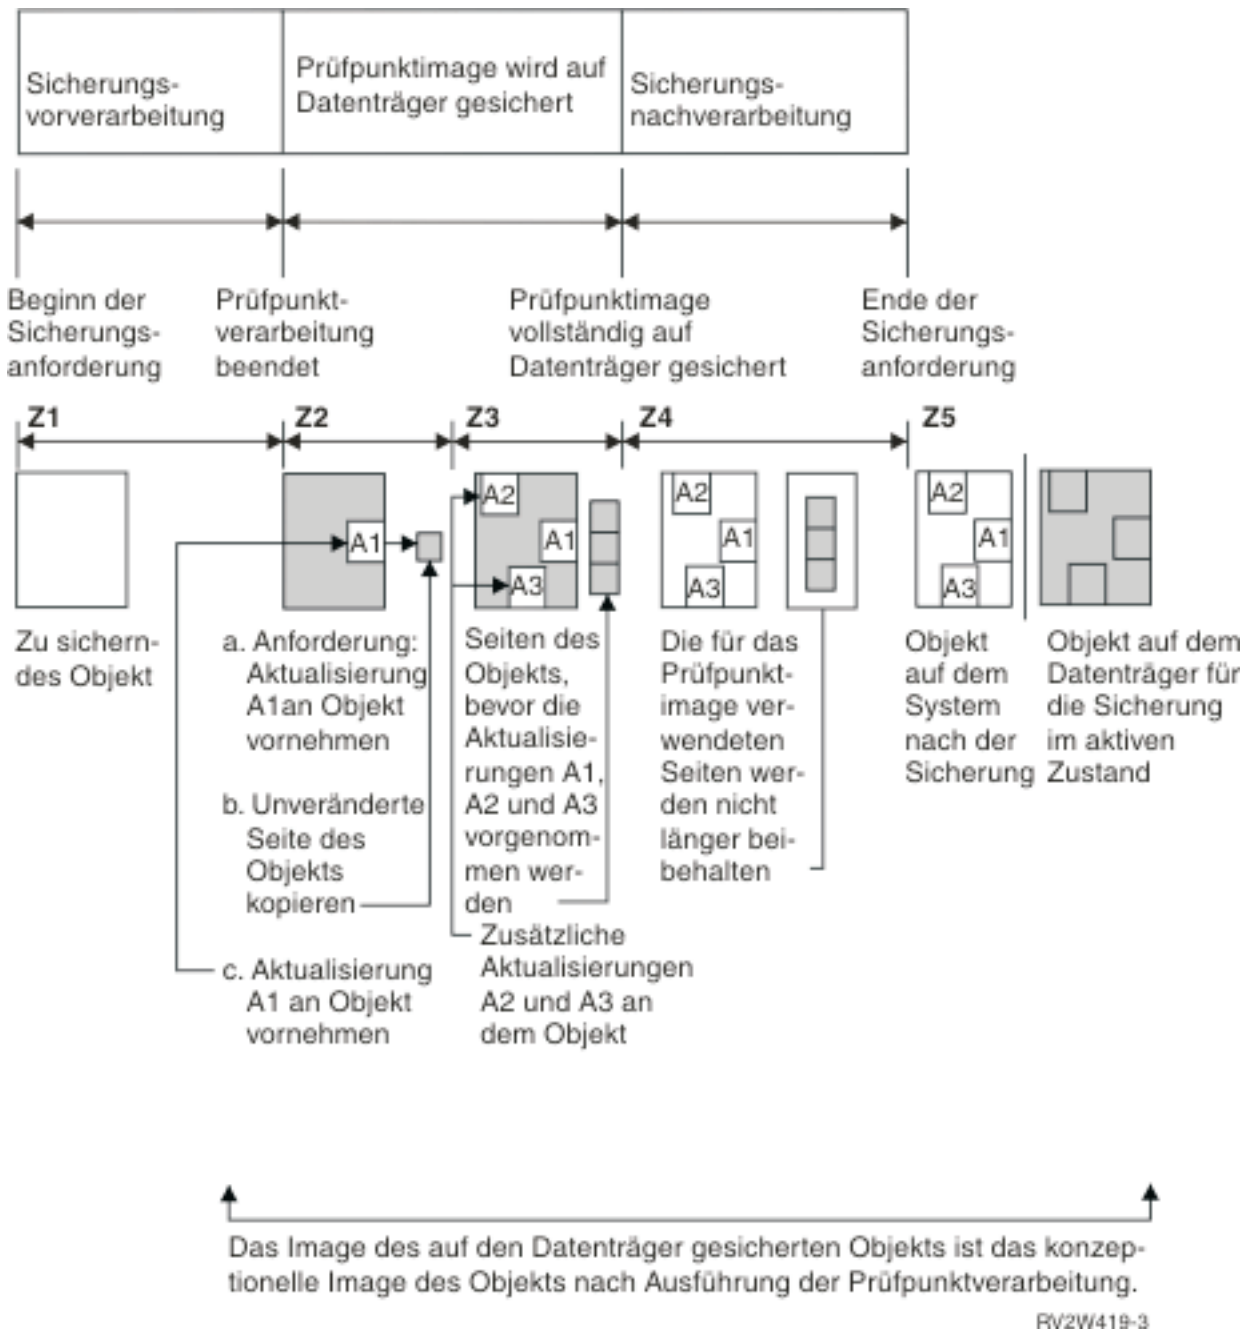 Sicherungs-
vorverarbeitung
Prüfpunktimage wird auf
Datenträger gesichert
Sicherungs-
nachverarbeitung
Beginn der
Sicherungs-
anforderung
Prüfpunkt-
verarbeitung
beendet
Prüfpunktimage
vollständig auf
Datenträger gesichert
Ende der
Sicherungs-
anforderung
Z1
Z2
Z3
Z4
Z5
A1
A2
A1
A3
A2
A1
A3
A2
A1
A3
Zu sichern-
des Objekt
a. Anforderung:
Aktualisierung
A1an Objekt
vornehmen
b. Unveränderte
Seite des
Objekts
kopieren
c. Aktualisierung
A1 an Objekt
vornehmen
Seiten des
Objekts,
bevor die
Aktualisie-
rungen A1,
A2 und A3
vorgenom-
men wer-
den
Zusätzliche
Aktualisierungen
A2 und A3 an
dem Objekt
Die für das
Prüfpunkt-
image ver-
wendeten
Seiten wer-
den nicht
länger bei-
behalten
Objekt
auf dem
System
nach der
Sicherung
Objekt auf dem
Datenträger für
die Sicherung
im aktiven
Zustand
Das Image des auf den Datenträger gesicherten Objekts ist das konzep-
tionelle Image des Objekts nach Ausführung der Prüfpunktverarbeitung.
RV2W419-3